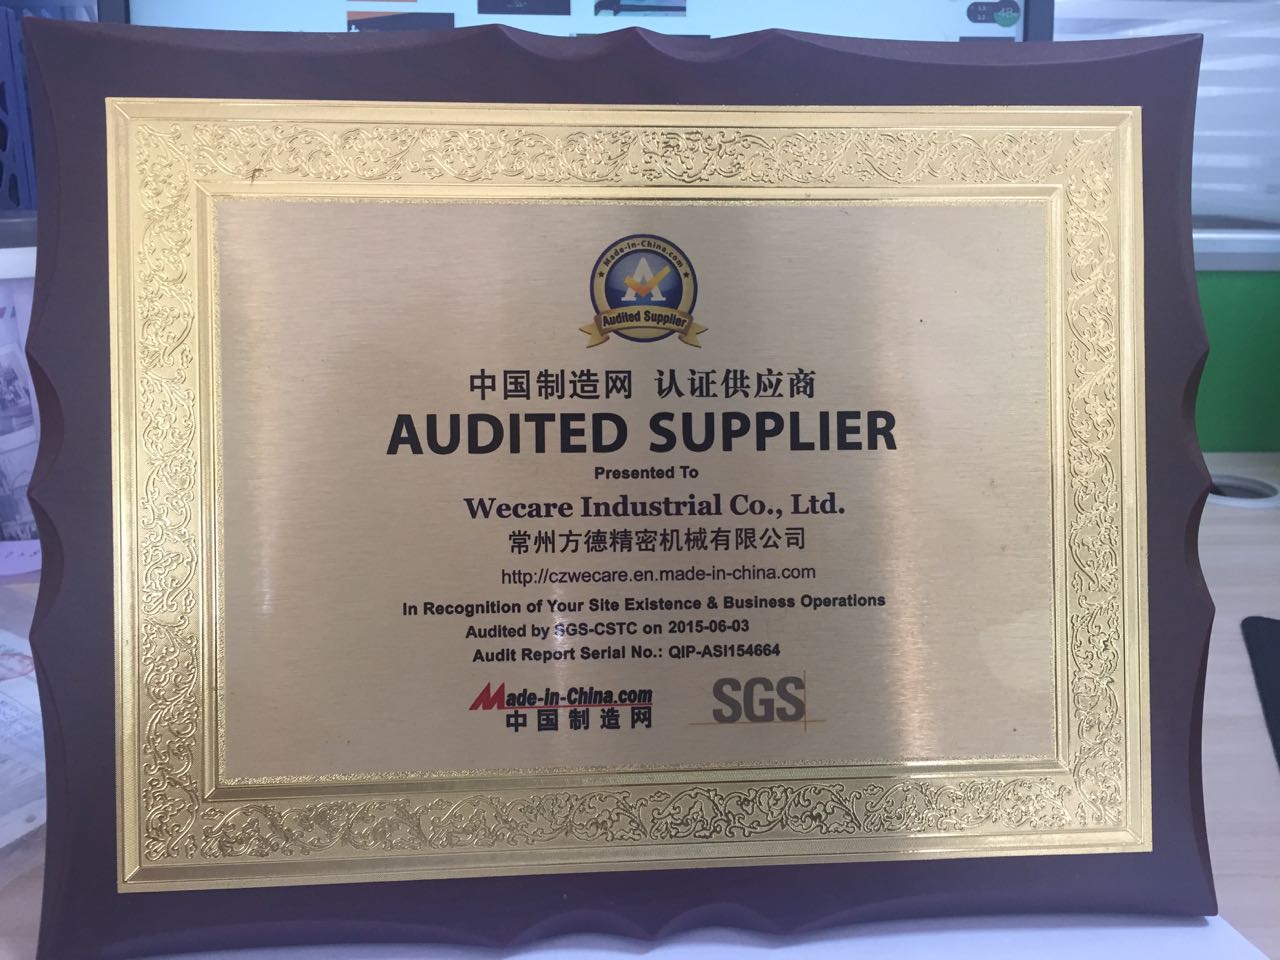 Made-in-China.com
A
Audited Supplier
中国制造网 认证供应商
AUDITED SUPPLIER
Presented To
Wecare Industrial Co., Ltd.
常州方德精密机械有限公司
http://czwecare.en.made-in-china.com
In Recognition of Your Site Existence & Business Operations
Audited by SGS-CSTC on 2015-06-03
Audit Report Serial No.: QIP-ASI154664
Made-in-China.com
中国制造网
SGS